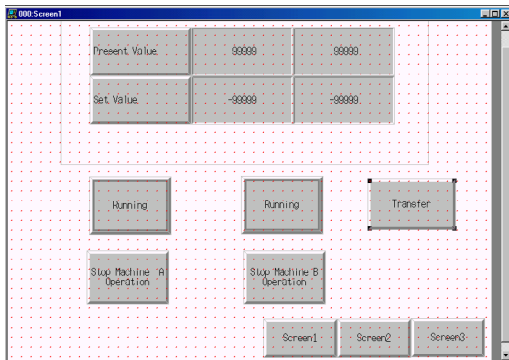 000:Screen1
Present Value 99999 99999
Set Value -99999 -99999
Running Running Transfer
Stop Machine A Operation
Stop Machine B Operation
Screen1 Screen2 Screen3